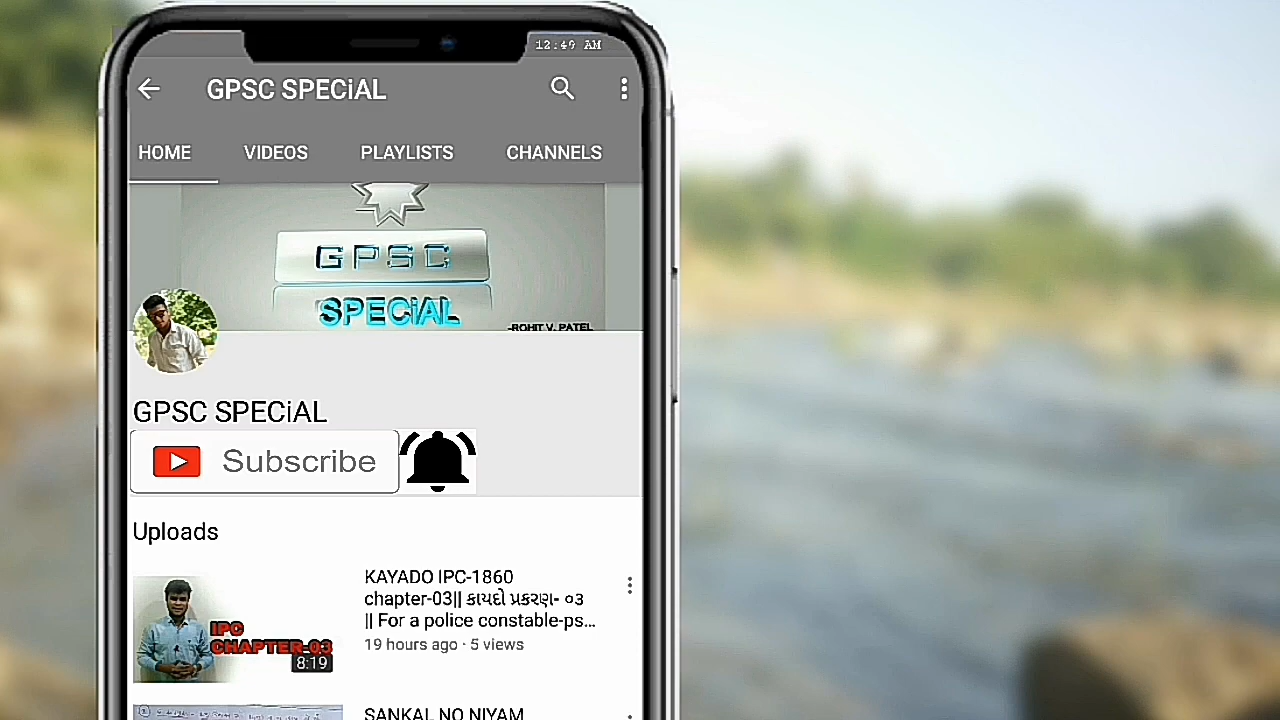 12:49 AM
GPSC SPECiAL
HOME VIDEOS PLAYLISTS CHANNELS
GPSC
SPECiAL
-ROHIT V. PATEL
GPSC SPECiAL
Subscribe
Uploads
KAYADO IPC-1860
chapter-03|| કાયદો પ્રકરણ- ૦૩
|| For a police constable-ps...
19 hours ago · 5 views
IPC
CHAPTER-03
8:19
SANKAL NO NIYAM